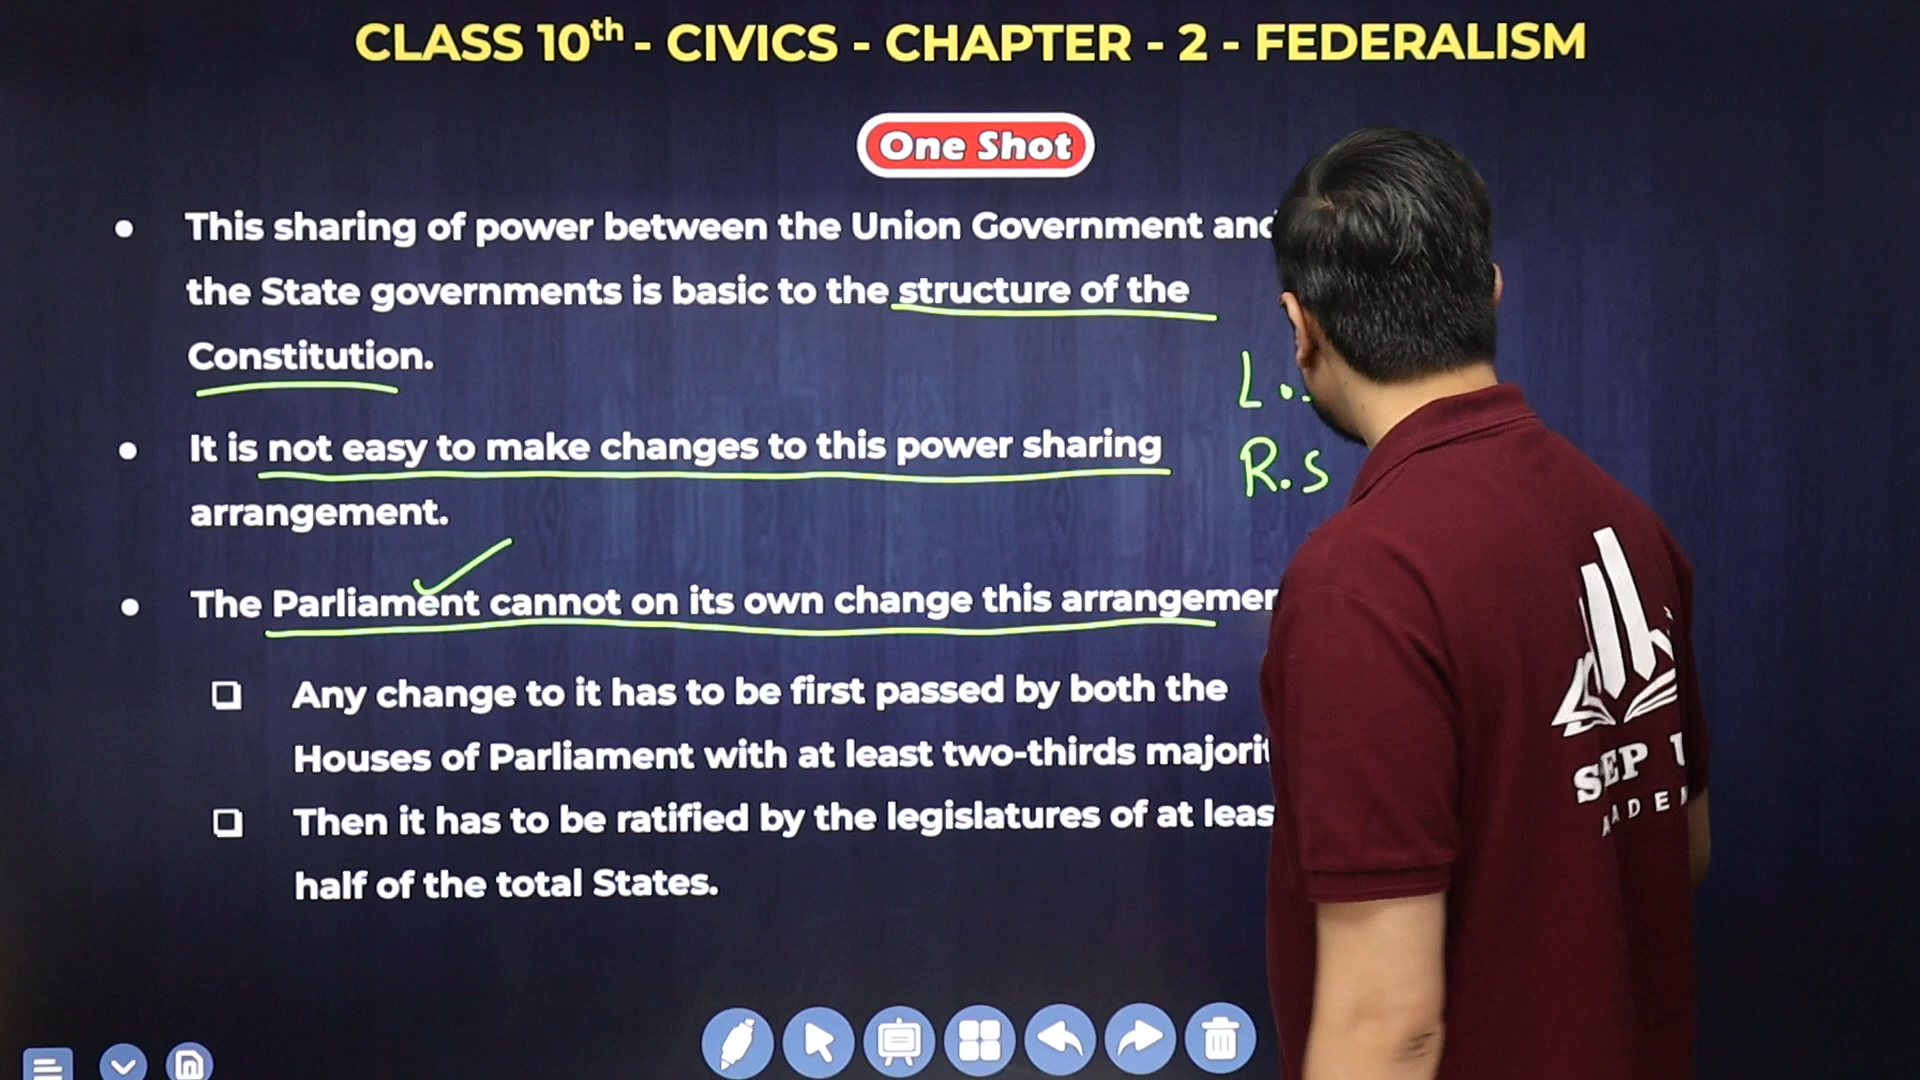 CLASS 10th - CIVICS - CHAPTER - 2 - FEDERALISM
One Shot
This sharing of power between the Union Government and
the State governments is basic to the structure of the
Constitution.
L.
It is not easy to make changes to this power sharing
R.S
arrangement.
The Parliament cannot on its own change this
Any change to it has to be first passed by both the
Houses of Parliament with at least two-thirds
Then it has to be ratified by the legislatures of at
half of the total States.